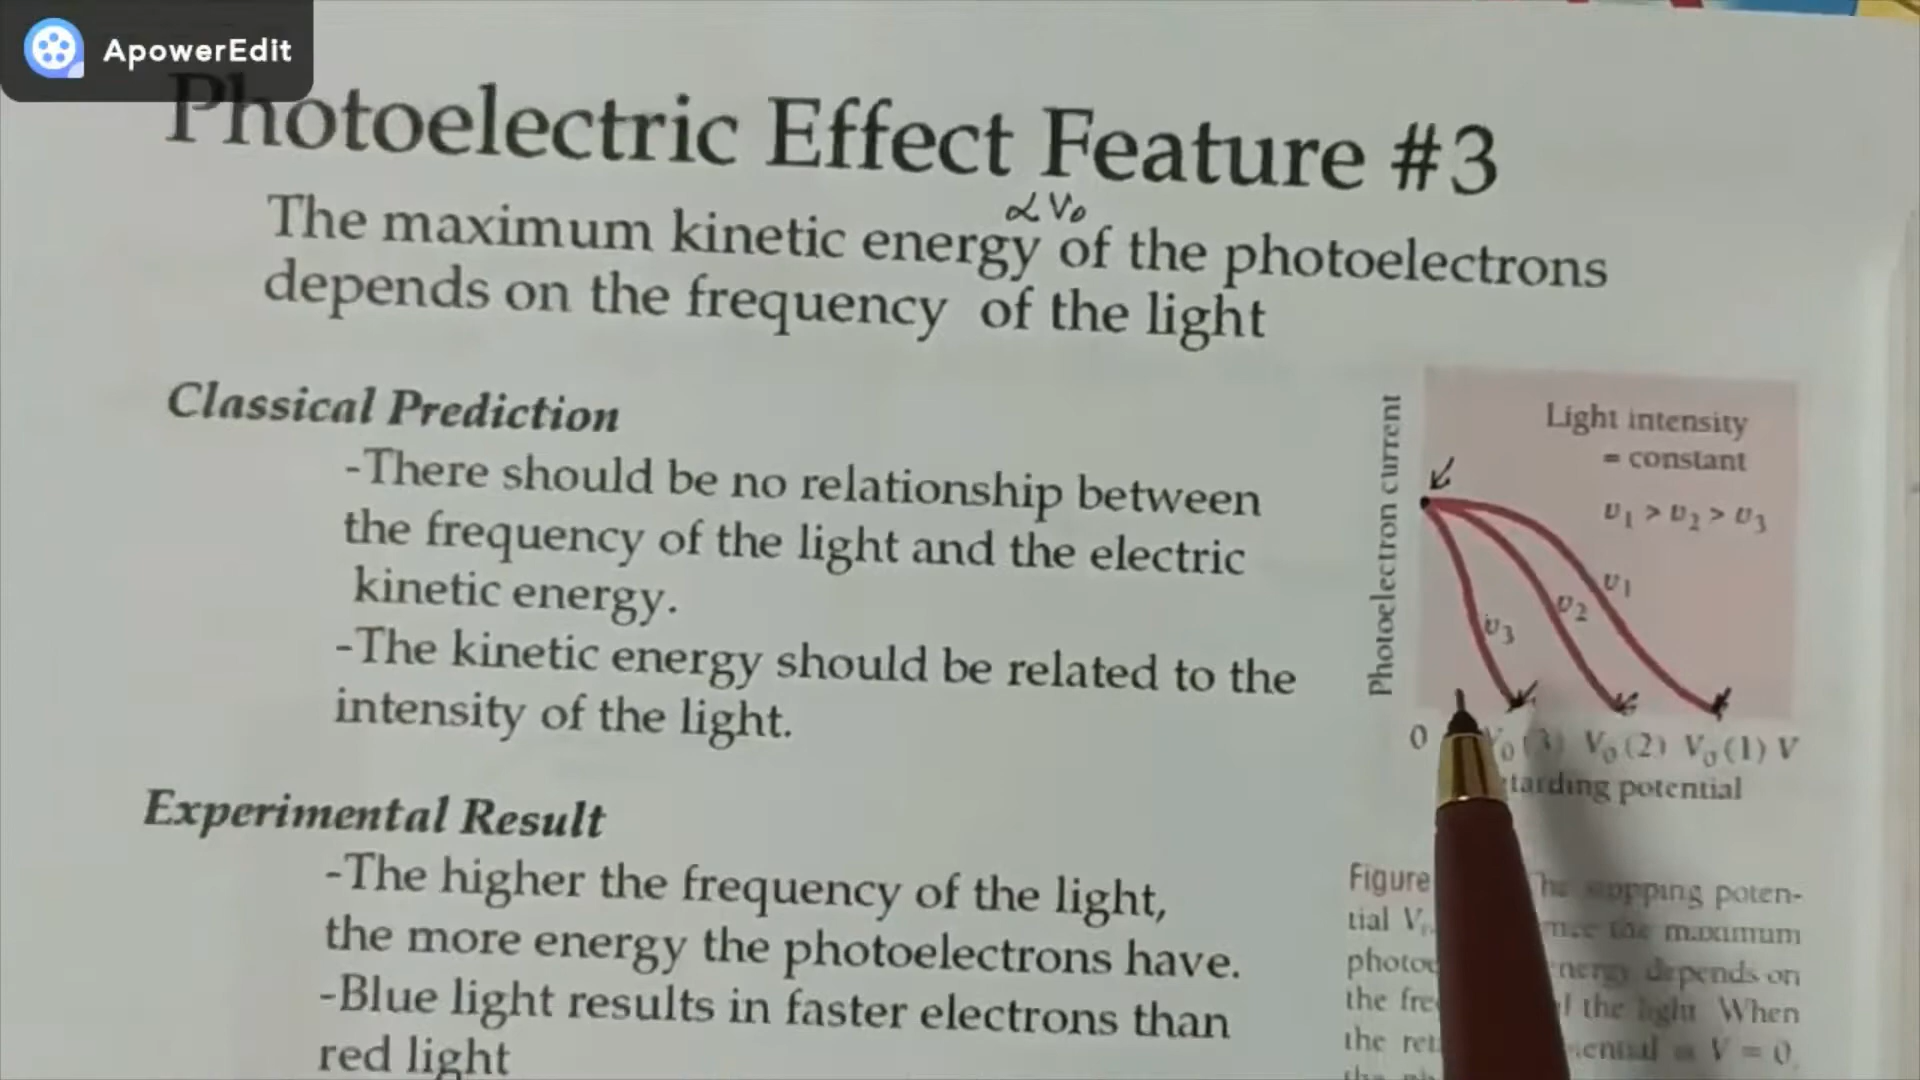 ApowerEdit
Photoelectric Effect Feature #3
∝ V₀
The maximum kinetic energy of the photoelectrons
depends on the frequency of the light
Classical Prediction
-There should be no relationship between
the frequency of the light and the electric
kinetic energy.
-The kinetic energy should be related to the
intensity of the light.
Experimental Result
-The higher the frequency of the light,
the more energy the photoelectrons have.
-Blue light results in faster electrons than
red light
Photoelectron current
Light intensity
= constant
υ₁ > υ₂ > υ₃
υ₁
υ₂
υ₃
0 V₀(3) V₀(2) V₀(1) V
potential
Figure stopping poten-
tial V maximum
depends on
the the light. When
the V = 0,